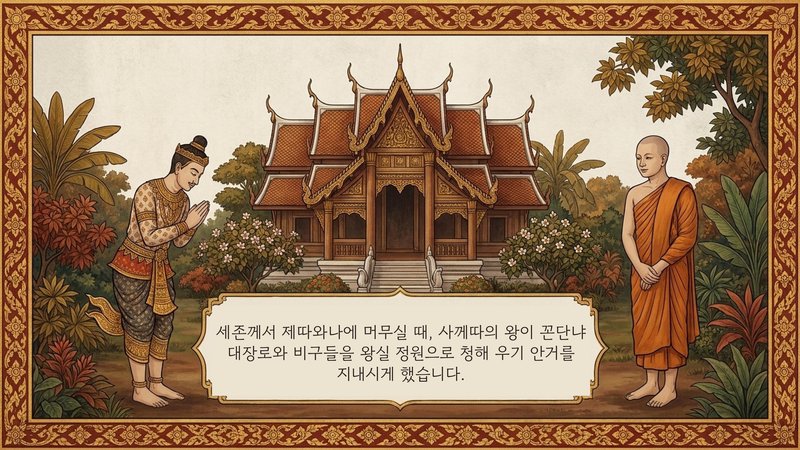 세존께서 제따와나에 머무실 때, 사께따의 왕이 꼰단냐
대장로와 비구들을 왕실 정원으로 청해 우기 안거를
지내시게 했습니다.